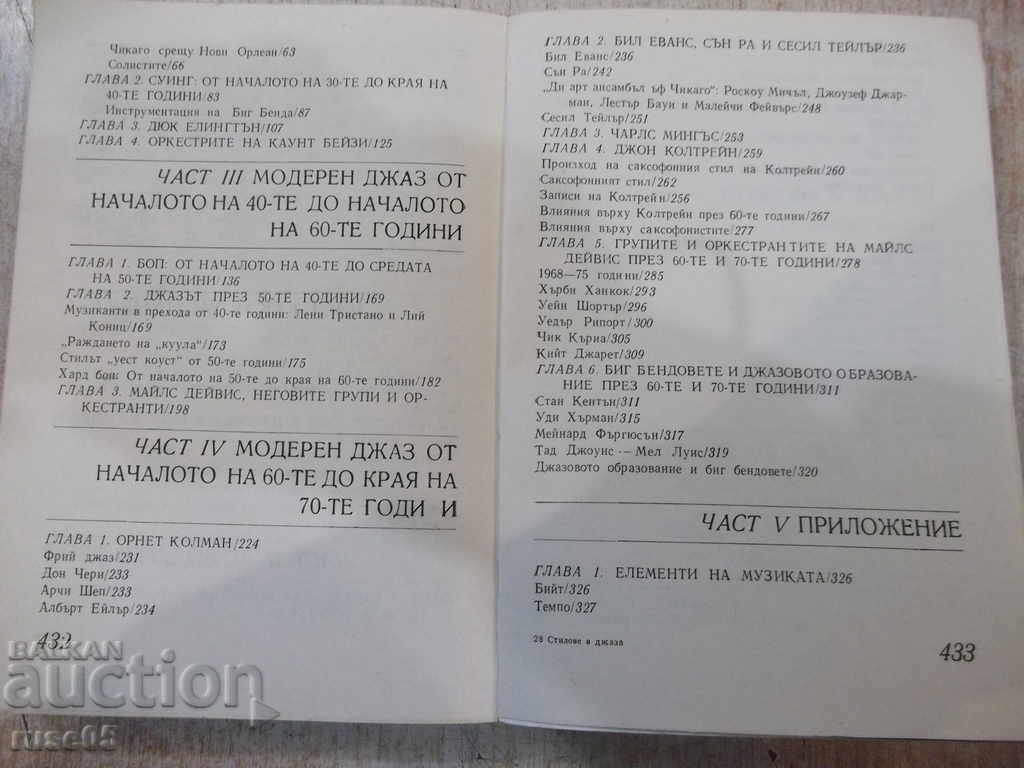 Чикаго срещу Нови Орлеан/63
Солистите/66
ГЛАВА 2. СУИНГ: ОТ НАЧАЛОТО НА 30-ТЕ ДО КРАЯ НА
40-ТЕ ГОДИНИ/83
Инструментация на Биг Бенда/87
ГЛАВА 3. ДЮК ЕЛИНГТЪН/107
ГЛАВА 4. ОРКЕСТРИТЕ НА КАУНТ БЕЙЗИ/125
ЧАСТ III МОДЕРЕН ДЖАЗ ОТ
НАЧАЛОТО НА 40-ТЕ ДО НАЧАЛОТО
НА 60-ТЕ ГОДИНИ
ГЛАВА 1. БОП: ОТ НАЧАЛОТО НА 40-ТЕ ДО СРЕДАТА
НА 50-ТЕ ГОДИНИ/136
ГЛАВА 2. ДЖАЗЪТ ПРЕЗ 50-ТЕ ГОДИНИ/169
Музиканти в прехода от 40-те години: Лени Тристано и Лий
Кониц/169
„Раждането на „куула"/173
Стилът „уест коуст" от 50-те години/175
Хард боп: От началото на 50-те до края на 60-те години/182
ГЛАВА 3. МАЙЛС ДЕЙВИС, НЕГОВИТЕ ГРУПИ И ОР-
КЕСТРАНТИ/198
ЧАСТ IV МОДЕРЕН ДЖАЗ ОТ
НАЧАЛОТО НА 60-ТЕ ДО КРАЯ НА
70-ТЕ ГОДИ И
ГЛАВА 1. ОРНЕТ КОЛМАН/224
Фрий джаз/231
Дон Чери/233
Арчи Шеп/233
Албърт Ейлър/234
432
ГЛАВА 2. БИЛ ЕВАНС, СЪН РА И СЕСИЛ ТЕЙЛЪР/236
Бил Еванс/236
Сън Ра/242
„Ди арт ансамбъл ъф Чикаго": Роскоу Мичъл, Джоузеф Джар-
ман, Лестър Бауи и Малейчи Фейвърс/248
Сесил Тейлър/251
ГЛАВА 3. ЧАРЛС МИНГЪС/253
ГЛАВА 4. ДЖОН КОЛТРЕЙН/259
Произход на саксофонния стил на Колтрейн/260
Саксофонният стил/262
Записи на Колтрейн/256
Влияния върху Колтрейн през 60-те години/267
Влияния върху саксофонистите/277
ГЛАВА 5. ГРУПИТЕ И ОРКЕСТРАНТИТЕ НА МАЙЛС
ДЕЙВИС ПРЕЗ 60-ТЕ И 70-ТЕ ГОДИНИ/278
1968—75 години/285
Хърби Ханкок/293
Уейн Шортър/296
Уедър Рипорт/300
Чик Къриа/305
Кийт Джарет/309
ГЛАВА 6. БИГ БЕНДОВЕТЕ И ДЖАЗОВОТО ОБРАЗОВА-
НИЕ ПРЕЗ 60-ТЕ И 70-ТЕ ГОДИНИ/311
Стан Кентън/311
Уди Хърман/315
Мейнард Фъргюсън/317
Тад Джоунс — Мел Луис/319
Джазовото образование и биг бендовете/320
ЧАСТ V ПРИЛОЖЕНИЕ
ГЛАВА 1. ЕЛЕМЕНТИ НА МУЗИКАТА/326
Бийт/326
Темпо/327
28 Стилове в джаза
433
BALKAN
auction
ruse05